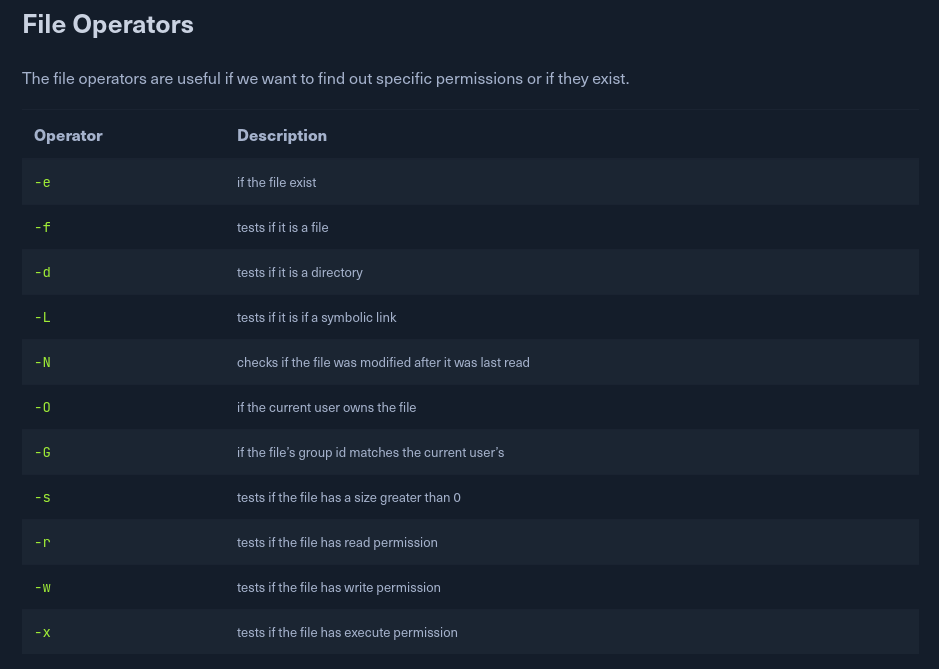 File Operators
The file operators are useful if we want to find out specific permissions or if they exist.
Operator Description
-e if the file exist
-f tests if it is a file
-d tests if it is a directory
-L tests if it is if a symbolic link
-N checks if the file was modified after it was last read
-O if the current user owns the file
-G if the file’s group id matches the current user’s
-s tests if the file has a size greater than 0
-r tests if the file has read permission
-w tests if the file has write permission
-x tests if the file has execute permission